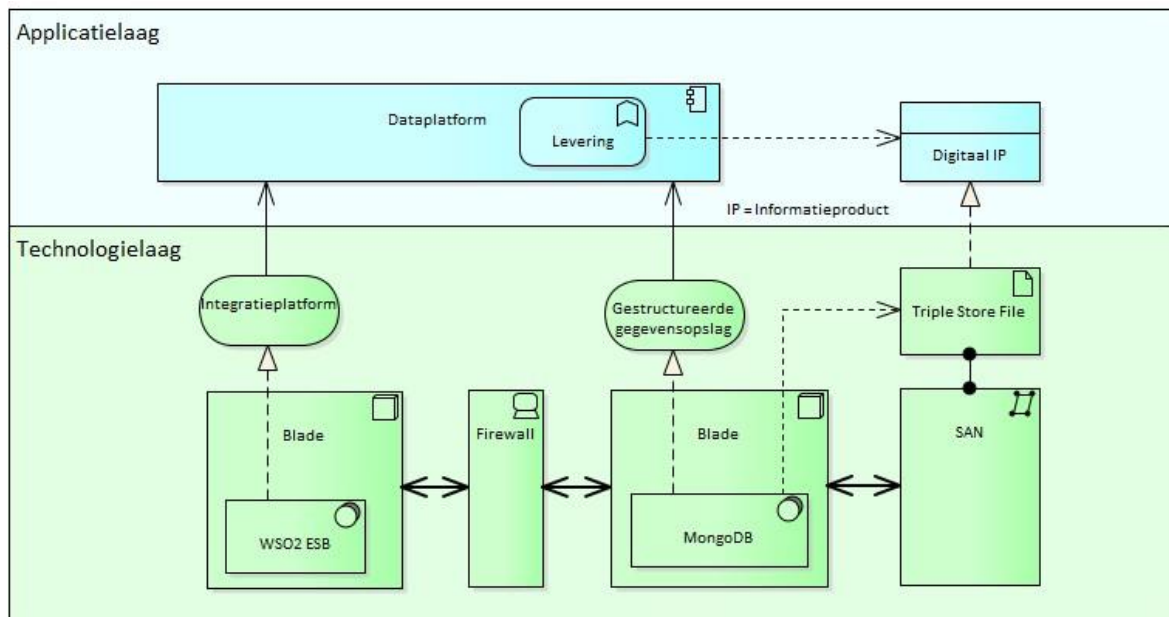 Applicatielaag
Dataplatform
Levering
Digitaal IP
IP = Informatieproduct
Technologielaag
Integratieplatform
Gestructureerde
gegevensopslag
Triple Store File
Blade
Firewall
Blade
SAN
WSO2 ESB
MongoDB